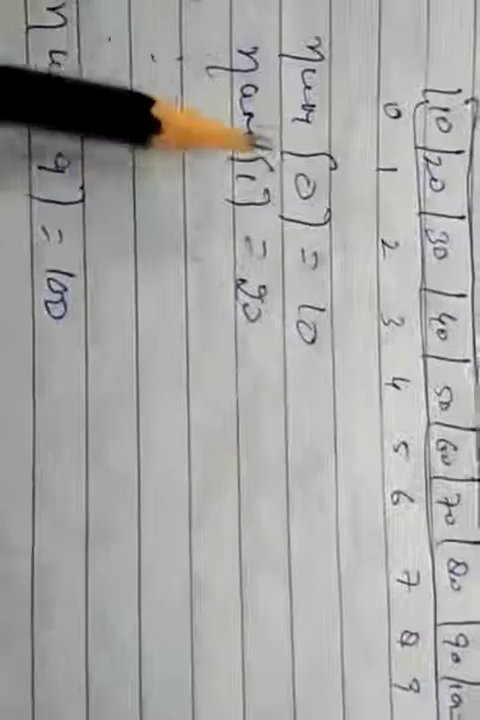 10 | 20 | 30 | 40 | 50 | 60 | 70 | 80 | 90 |
0 1 2 3 4 5 6 7 8 9
num [0] = 10
num [1] = 20
9] = 100